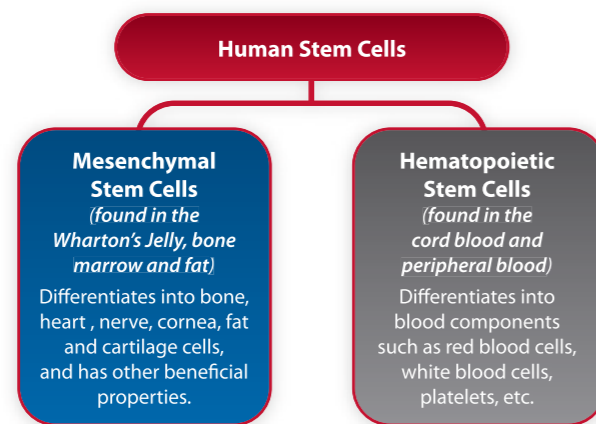 Human Stem Cells
Mesenchymal
Stem Cells
(found in the
Wharton's Jelly, bone
marrow and fat)
Differentiates into bone,
heart , nerve, cornea, fat
and cartilage cells,
and has other beneficial
properties.
Hematopoietic
Stem Cells
(found in the
cord blood and
peripheral blood)
Differentiates into
blood components
such as red blood cells,
white blood cells,
platelets, etc.